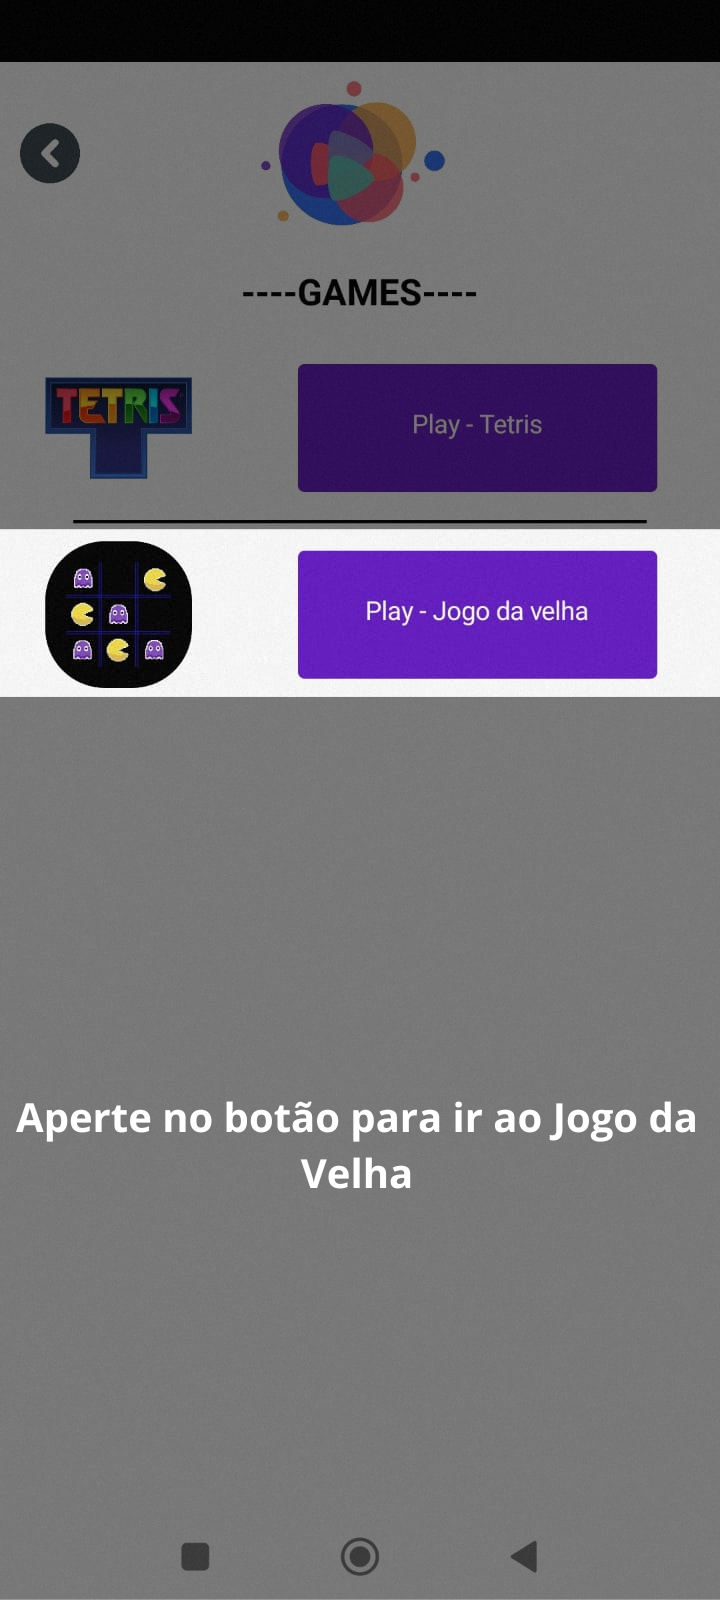 ----GAMES----
TETRIS
Play - Tetris
Play - Jogo da velha
Aperte no botão para ir ao Jogo da
Velha